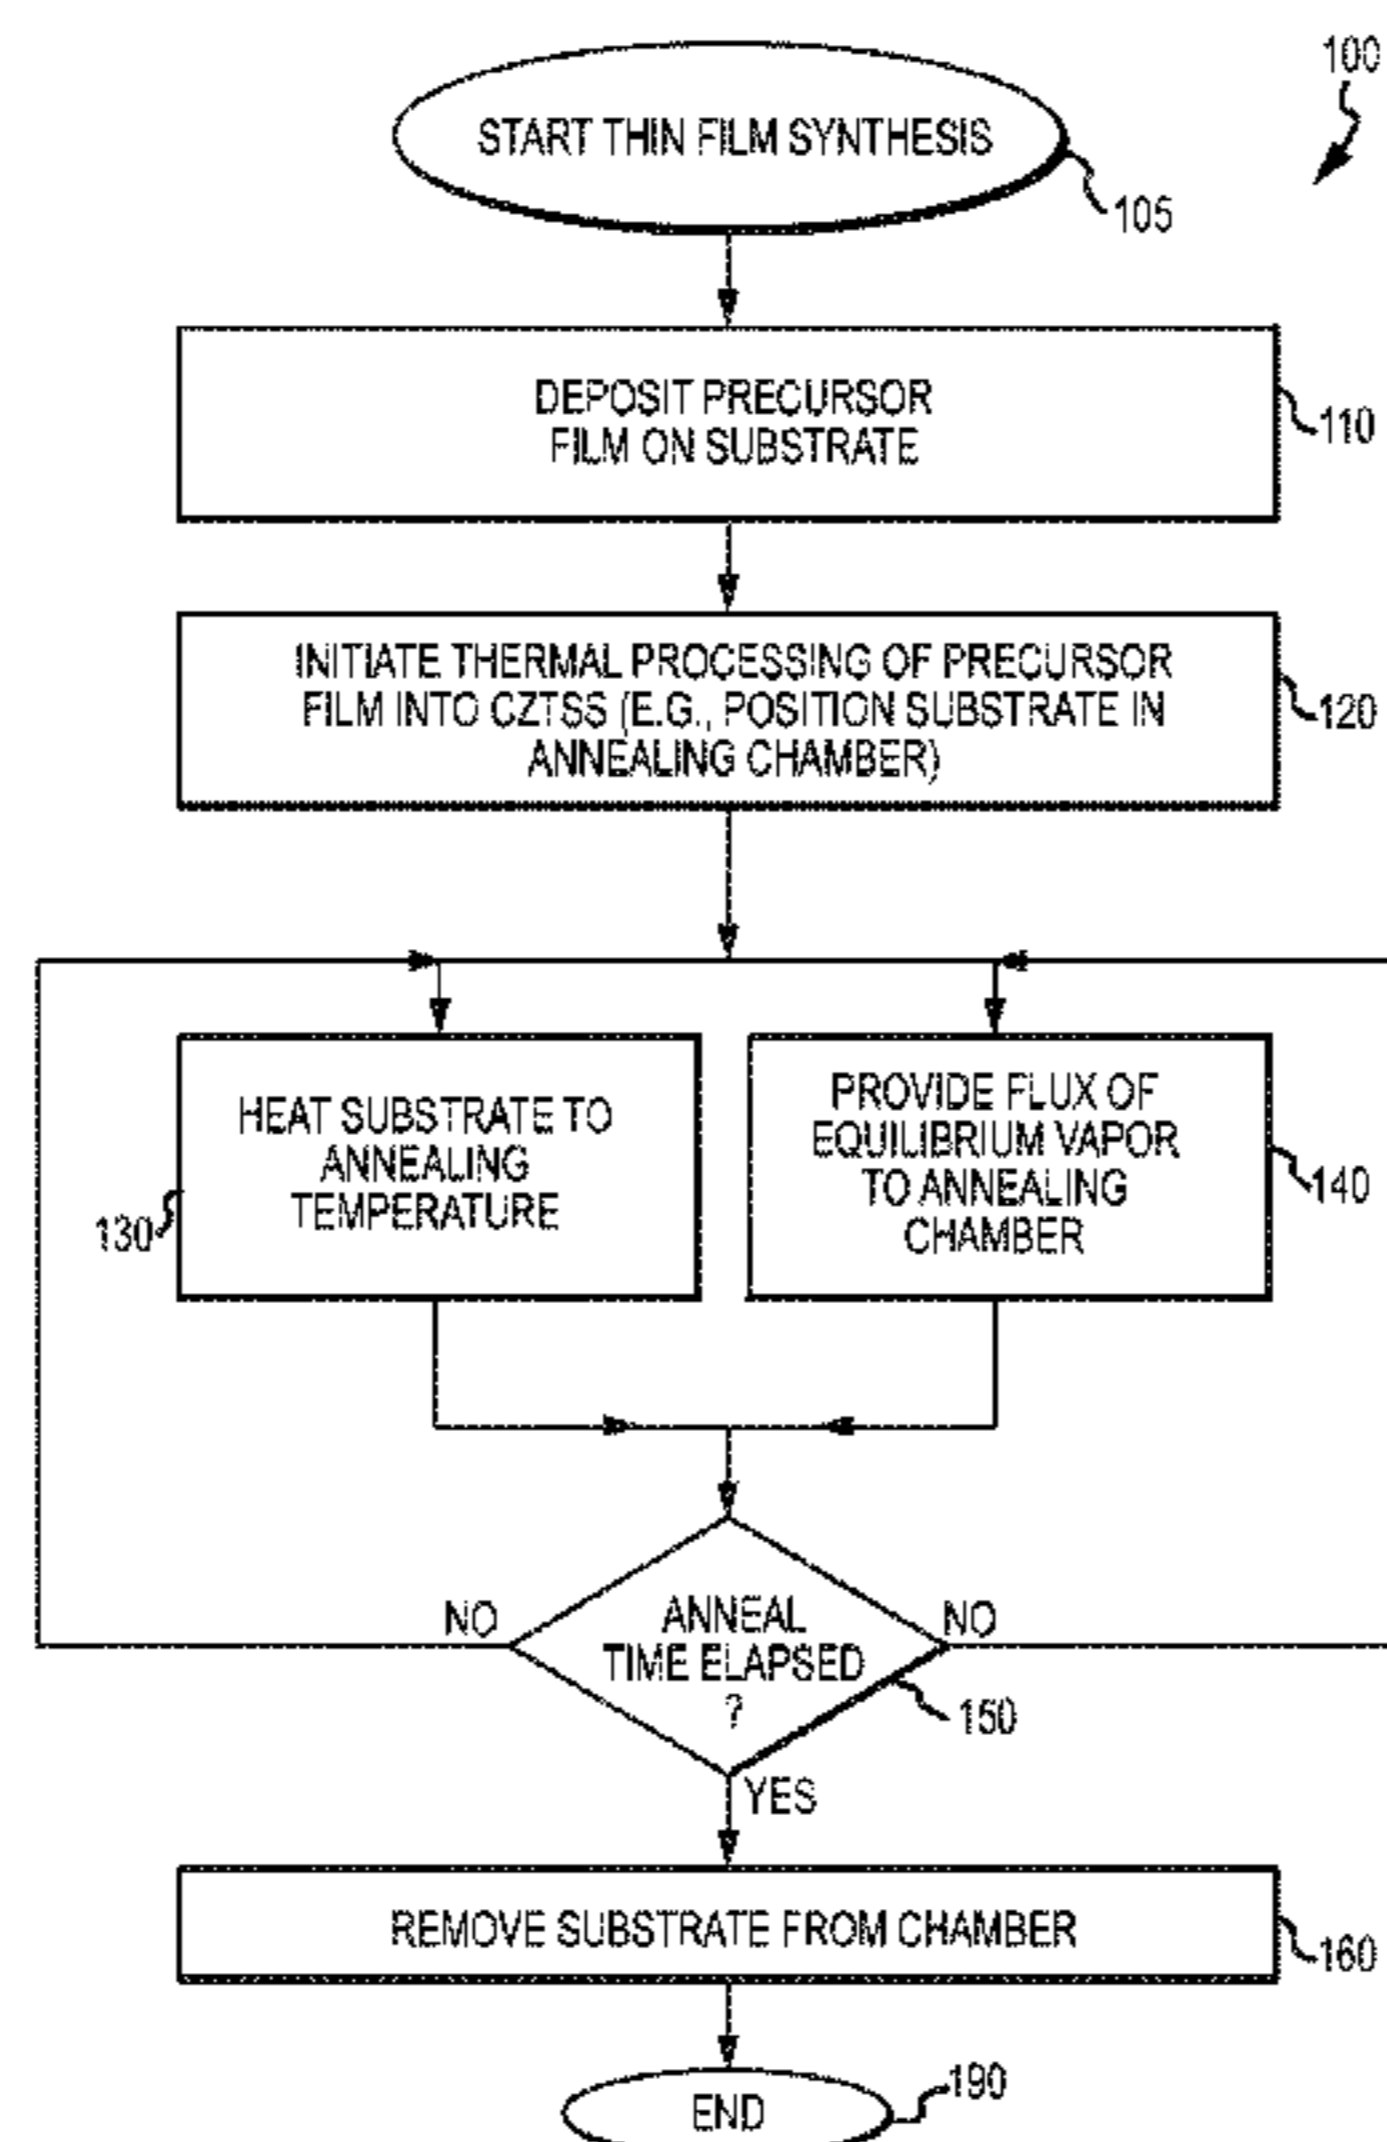 100
START THIN FILM SYNTHESIS
105
DEPOSIT PRECURSOR
FILM ON SUBSTRATE
110
INITIATE THERMAL PROCESSING OF PRECURSOR
FILM INTO CZTSS (E.G., POSITION SUBSTRATE IN
ANNEALING CHAMBER)
120
HEAT SUBSTRATE TO
ANNEALING
TEMPERATURE
130
PROVIDE FLUX OF
EQUILIBRIUM VAPOR
TO ANNEALING
CHAMBER
140
NO
ANNEAL
TIME ELAPSED
?
NO
150
YES
REMOVE SUBSTRATE FROM CHAMBER
160
END
190